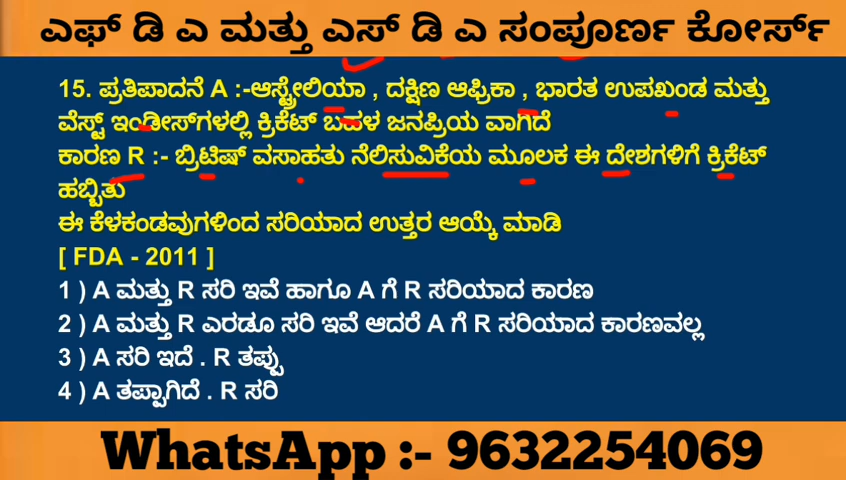 ಎಫ್ ಡಿ ಎ ಮತ್ತು ಎಸ್ ಡಿ ಎ ಸಂಪೂರ್ಣ ಕೋರ್ಸ್
15. ಪ್ರತಿಪಾದನೆ A :-ಆಸ್ಟ್ರೇಲಿಯಾ , ದಕ್ಷಿಣ ಆಫ್ರಿಕಾ , ಭಾರತ ಉಪಖಂಡ ಮತ್ತು
ವೆಸ್ಟ್ ಇಂಡೀಸ್‌ಗಳಲ್ಲಿ ಕ್ರಿಕೆಟ್ ಬಹಳ ಜನಪ್ರಿಯ ವಾಗಿದೆ
ಕಾರಣ R :- ಬ್ರಿಟಿಷ್ ವಸಾಹತು ನೆಲಿಸುವಿಕೆಯ ಮೂಲಕ ಈ ದೇಶಗಳಿಗೆ ಕ್ರಿಕೆಟ್
ಹಬ್ಬಿತು
ಈ ಕೆಳಕಂಡವುಗಳಿಂದ ಸರಿಯಾದ ಉತ್ತರ ಆಯ್ಕೆ ಮಾಡಿ
[ FDA - 2011 ]
1 ) A ಮತ್ತು R ಸರಿ ಇವೆ ಹಾಗೂ A ಗೆ R ಸರಿಯಾದ ಕಾರಣ
2 ) A ಮತ್ತು R ಎರಡೂ ಸರಿ ಇವೆ ಆದರೆ A ಗೆ R ಸರಿಯಾದ ಕಾರಣವಲ್ಲ
3 ) A ಸರಿ ಇದೆ . R ತಪ್ಪು
4 ) A ತಪ್ಪಾಗಿದೆ . R ಸರಿ
WhatsApp :- 9632254069